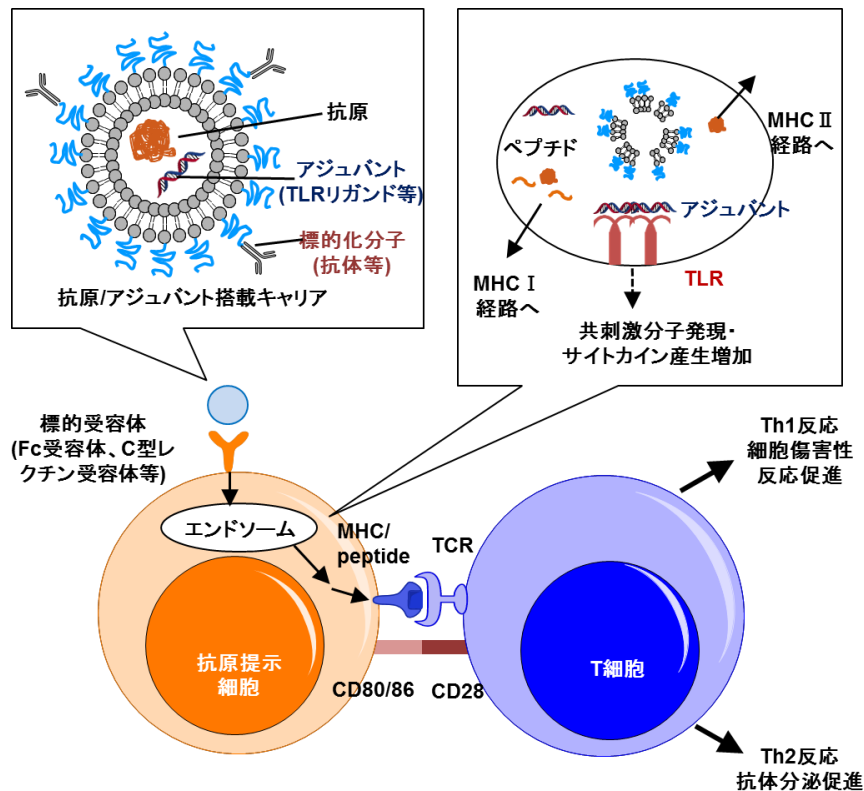 抗原
アジュバント
(TLRリガンド等)
標的化分子
(抗体等)
抗原/アジュバント搭載キャリア
ペプチド
MHCⅡ
経路へ
アジュバント
MHCⅠ
経路へ
TLR
共刺激分子発現・
サイトカイン産生増加
標的受容体
(Fc受容体、C型レ
クチン受容体等)
エンドソーム
MHC/
peptide
TCR
抗原提示
細胞
CD80/86
CD28
T細胞
Th1反応
細胞傷害性
反応促進
Th2反応
抗体分泌促進